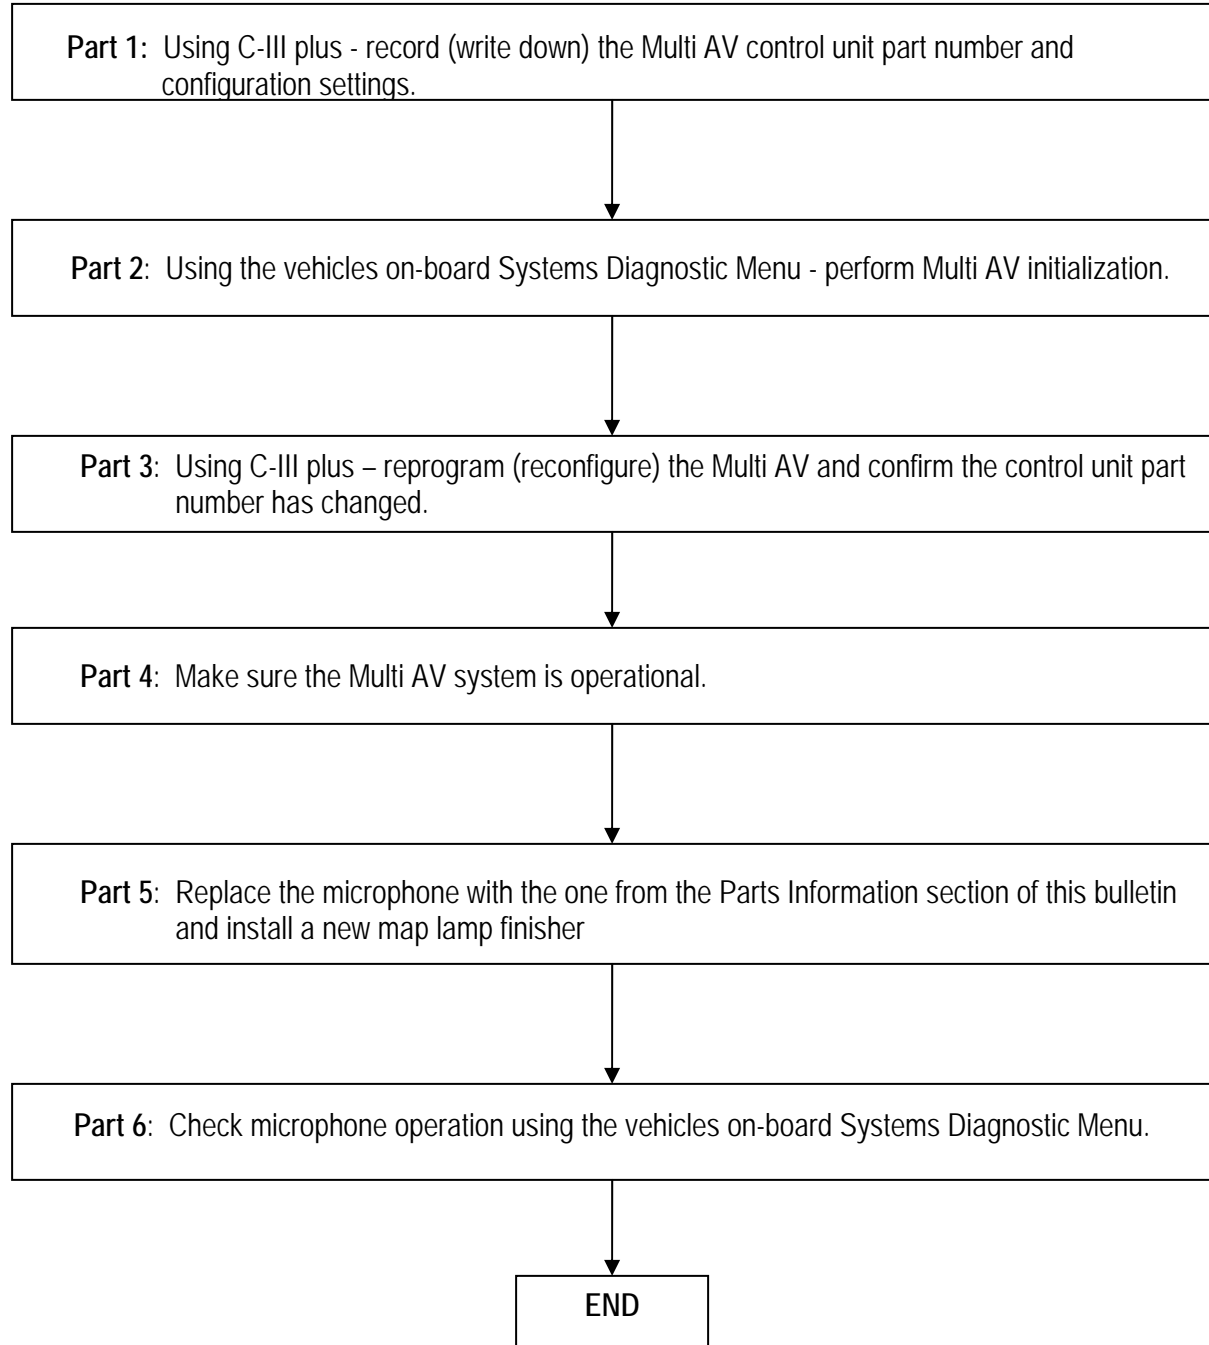 Part 1: Using C-III plus - record (write down) the Multi AV control unit part number and
configuration settings.
Part 2: Using the vehicles on-board Systems Diagnostic Menu - perform Multi AV initialization.
Part 3: Using C-III plus – reprogram (reconfigure) the Multi AV and confirm the control unit part
number has changed.
Part 4: Make sure the Multi AV system is operational.
Part 5: Replace the microphone with the one from the Parts Information section of this bulletin
and install a new map lamp finisher
Part 6: Check microphone operation using the vehicles on-board Systems Diagnostic Menu.
END